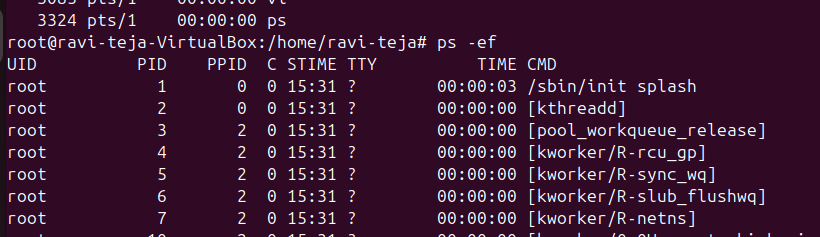 3324 pts/1    00:00:00 ps
root@ravi-teja-VirtualBox:/home/ravi-teja# ps -ef
UID          PID    PPID  C STIME TTY          TIME CMD
root           1       0  0 15:31 ?        00:00:03 /sbin/init splash
root           2       0  0 15:31 ?        00:00:00 [kthreadd]
root           3       2  0 15:31 ?        00:00:00 [pool_workqueue_release]
root           4       2  0 15:31 ?        00:00:00 [kworker/R-rcu_gp]
root           5       2  0 15:31 ?        00:00:00 [kworker/R-sync_wq]
root           6       2  0 15:31 ?        00:00:00 [kworker/R-slub_flushwq]
root           7       2  0 15:31 ?        00:00:00 [kworker/R-netns]